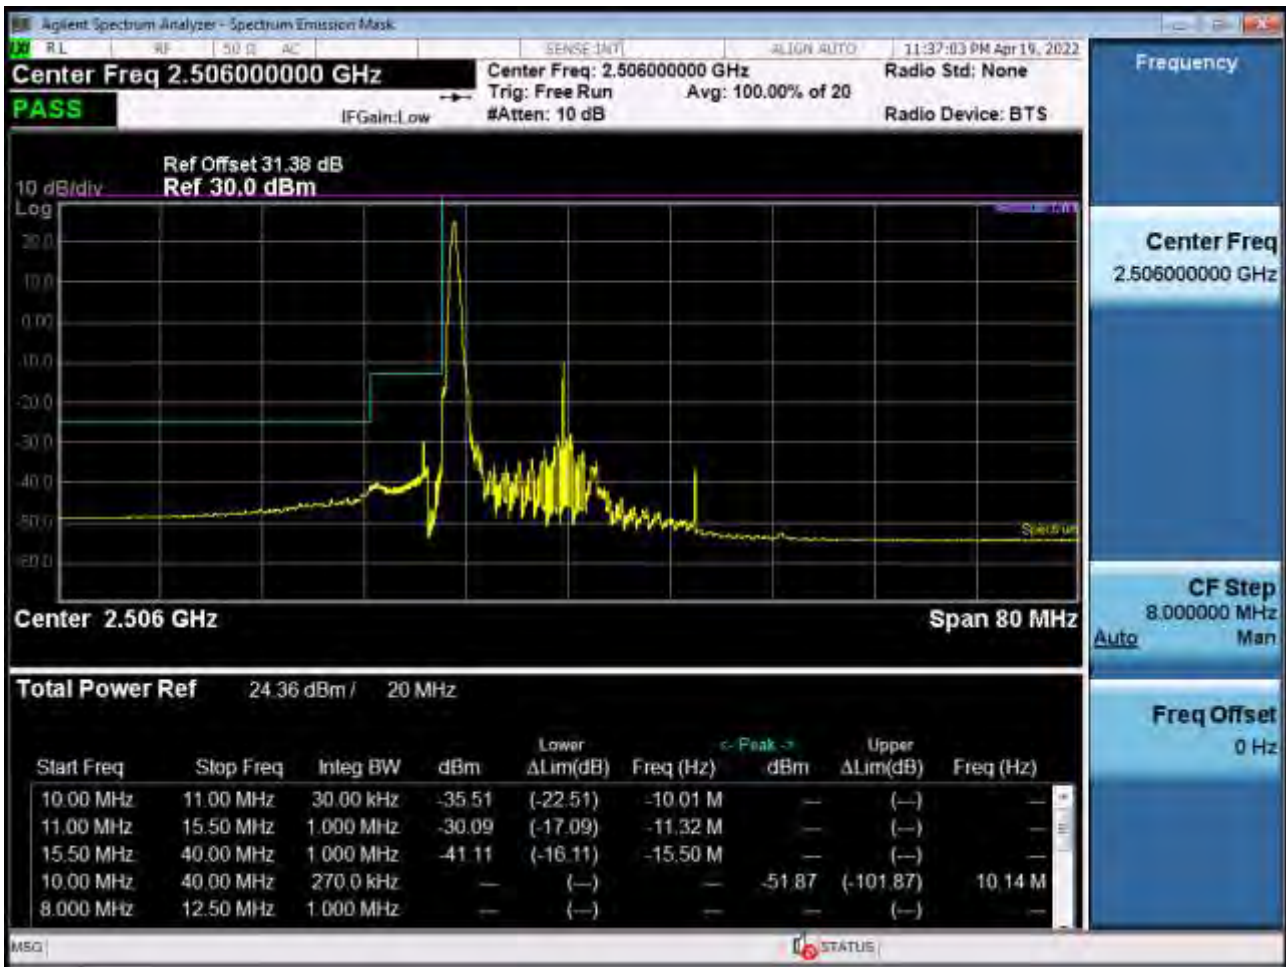 Agilent Spectrum Analyzer - Spectrum Emission Mask
LXI RL RF 50 Ω AC SENSE:INT ALIGN AUTO 11:37:03 PM Apr 19, 2022
Center Freq 2.506000000 GHz
Center Freq: 2.506000000 GHz Radio Std: None
Trig: Free Run Avg: 100.00% of 20
PASS IFGain:Low #Atten: 10 dB Radio Device: BTS
Ref Offset 31.38 dB
10 dB/div Ref 30.0 dBm
Log
20.0
10.0
0.00
-10.0
-20.0
-30.0
-40.0
-50.0
-60.0
Spectrum
Center 2.506 GHz Span 80 MHz
Total Power Ref 24.36 dBm / 20 MHz
Lower <- Peak -> Upper
Start Freq Stop Freq Integ BW dBm ΔLim(dB) Freq (Hz) dBm ΔLim(dB) Freq (Hz)
10.00 MHz 11.00 MHz 30.00 kHz -35.51 (-22.51) -10.01 M --- (---) ---
11.00 MHz 15.50 MHz 1.000 MHz -30.09 (-17.09) -11.32 M --- (---) ---
15.50 MHz 40.00 MHz 1.000 MHz -41.11 (-16.11) -15.50 M --- (---) ---
10.00 MHz 40.00 MHz 270.0 kHz --- (---) --- -51.87 (-101.87) 10.14 M
8.000 MHz 12.50 MHz 1.000 MHz --- (---) --- --- (---) ---
MSG STATUS
Frequency
Center Freq
2.506000000 GHz
CF Step
8.000000 MHz
Auto Man
Freq Offset
0 Hz